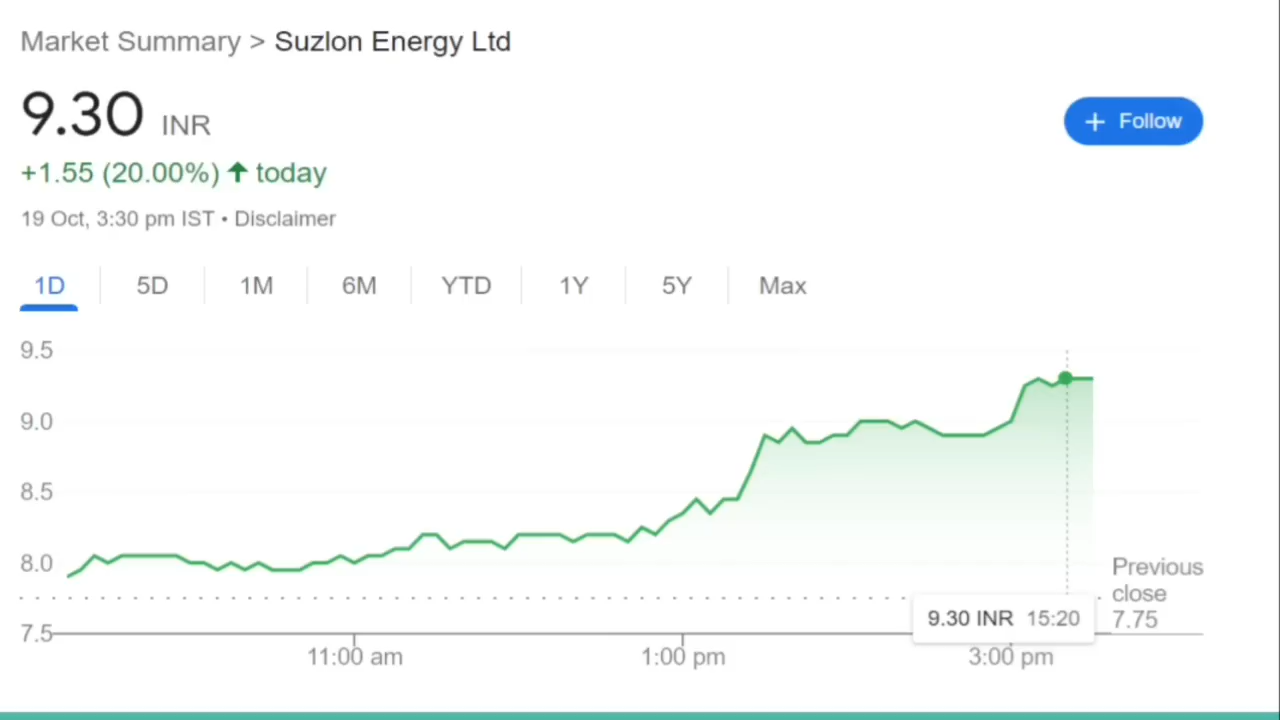 Market Summary > Suzlon Energy Ltd
9.30 INR
+ Follow
+1.55 (20.00%) ↑ today
19 Oct, 3:30 pm IST • Disclaimer
1D 5D 1M 6M YTD 1Y 5Y Max
9.5
9.0
8.5
8.0
Previous
close
7.75
9.30 INR 15:20
7.5
11:00 am 1:00 pm 3:00 pm